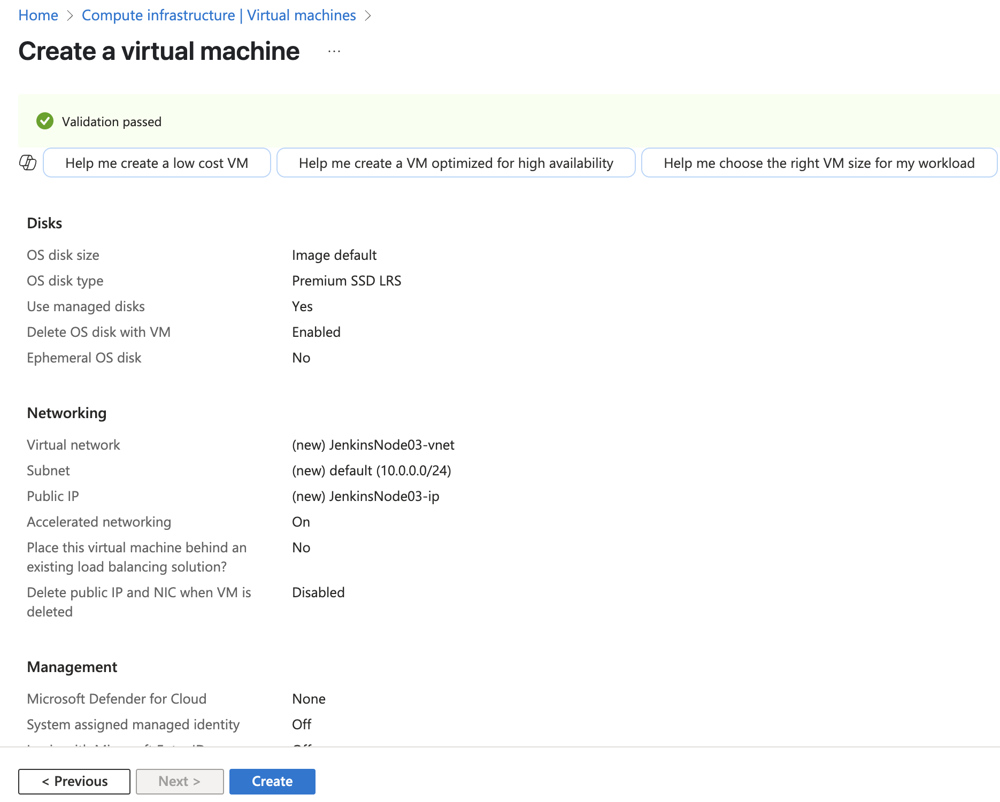 Home > Compute infrastructure | Virtual machines >
Create a virtual machine ...
Validation passed
Help me create a low cost VM
Help me create a VM optimized for high availability
Help me choose the right VM size for my workload
Disks
OS disk size Image default
OS disk type Premium SSD LRS
Use managed disks Yes
Delete OS disk with VM Enabled
Ephemeral OS disk No
Networking
Virtual network (new) JenkinsNode03-vnet
Subnet (new) default (10.0.0.0/24)
Public IP (new) JenkinsNode03-ip
Accelerated networking On
Place this virtual machine behind an No
existing load balancing solution?
Delete public IP and NIC when VM is Disabled
deleted
Management
Microsoft Defender for Cloud None
System assigned managed identity Off
< Previous
Next >
Create